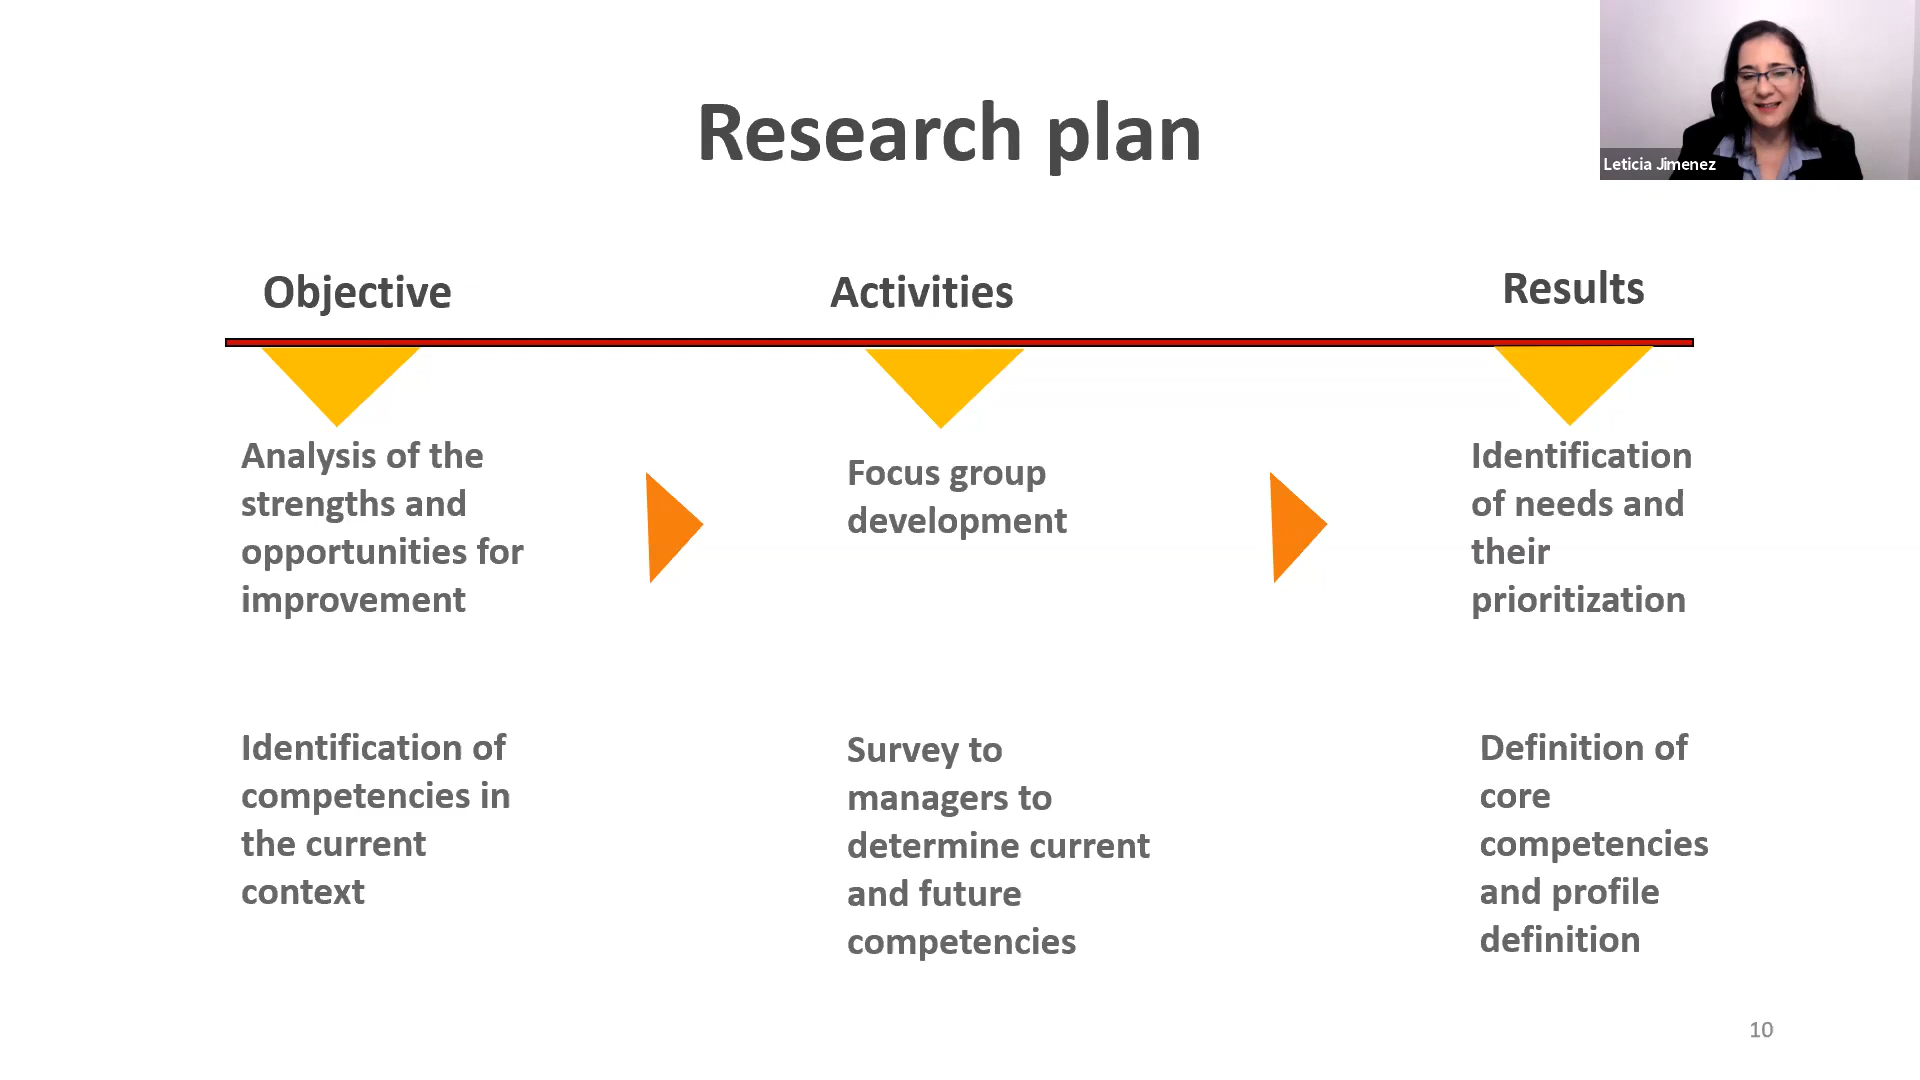 Research plan
Leticia Jimenez
Objective
Activities
Results
Analysis of the
strengths and
opportunities for
improvement
Focus group
development
Identification
of needs and
their
prioritization
Identification of
competencies in
the current
context
Survey to
managers to
determine current
and future
competencies
Definition of
core
competencies
and profile
definition
10